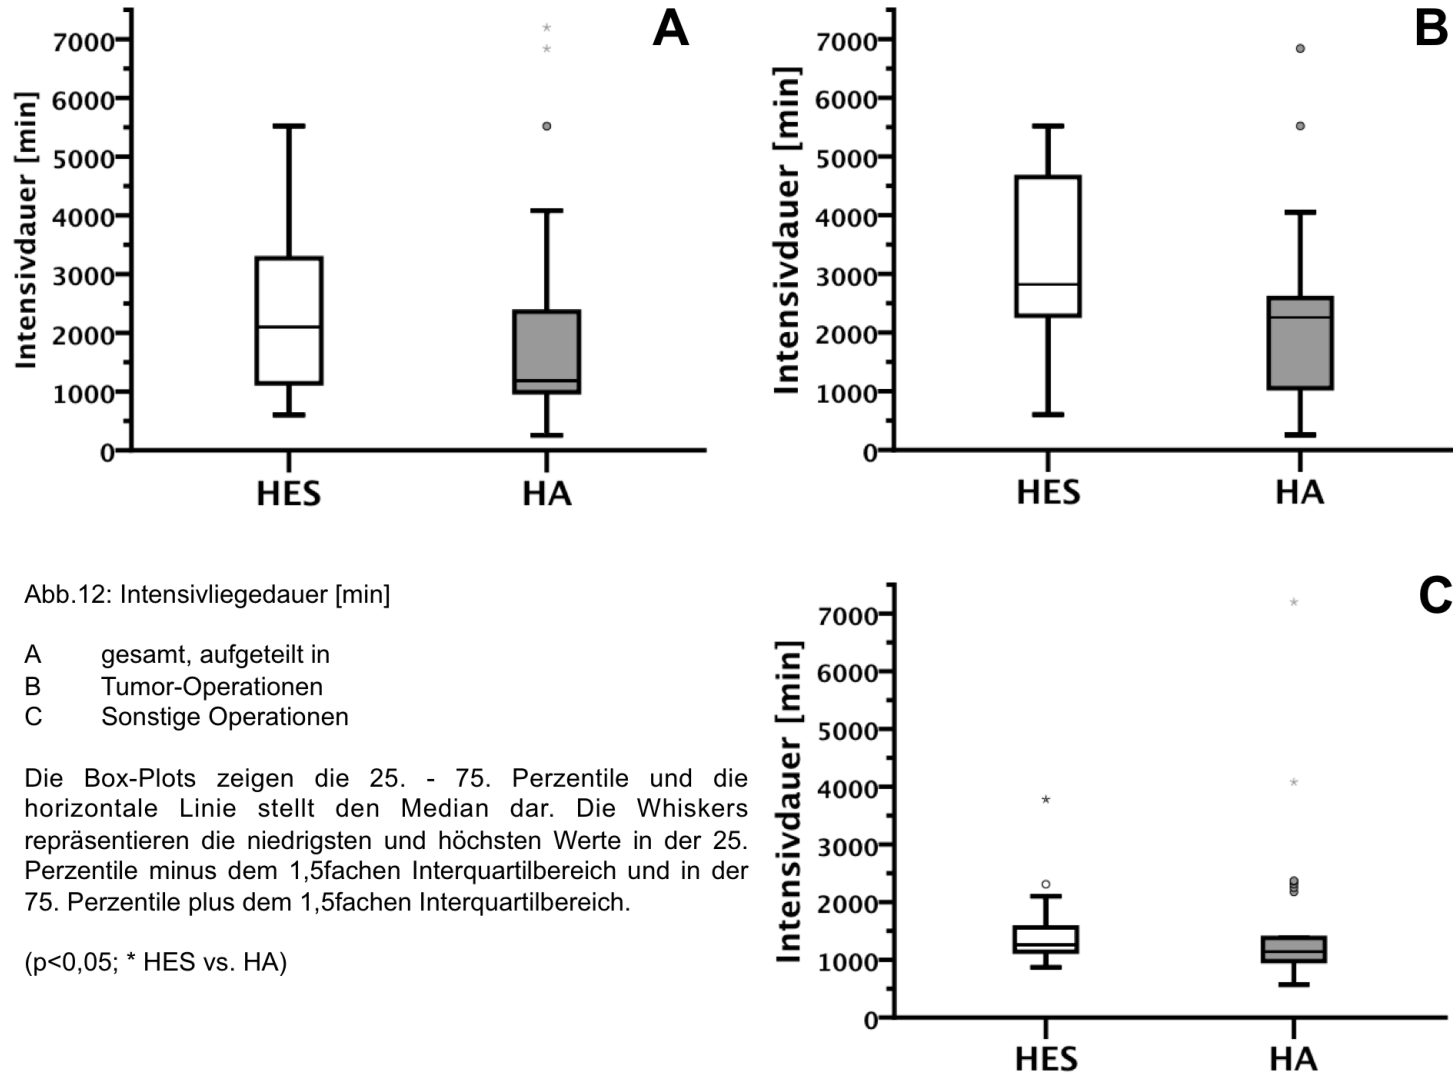 A
7000
6000
5000
4000
3000
2000
1000
0
Intensivdauer [min]
HES
HA
B
7000
6000
5000
4000
3000
2000
1000
0
Intensivdauer [min]
HES
HA
Abb.12: Intensivliegedauer [min]
A gesamt, aufgeteilt in
B Tumor-Operationen
C Sonstige Operationen
Die Box-Plots zeigen die 25. - 75. Perzentile und die
horizontale Linie stellt den Median dar. Die Whiskers
repräsentieren die niedrigsten und höchsten Werte in der 25.
Perzentile minus dem 1,5fachen Interquartilbereich und in der
75. Perzentile plus dem 1,5fachen Interquartilbereich.
(p<0,05; * HES vs. HA)
C
7000
6000
5000
4000
3000
2000
1000
0
Intensivdauer [min]
HES
HA